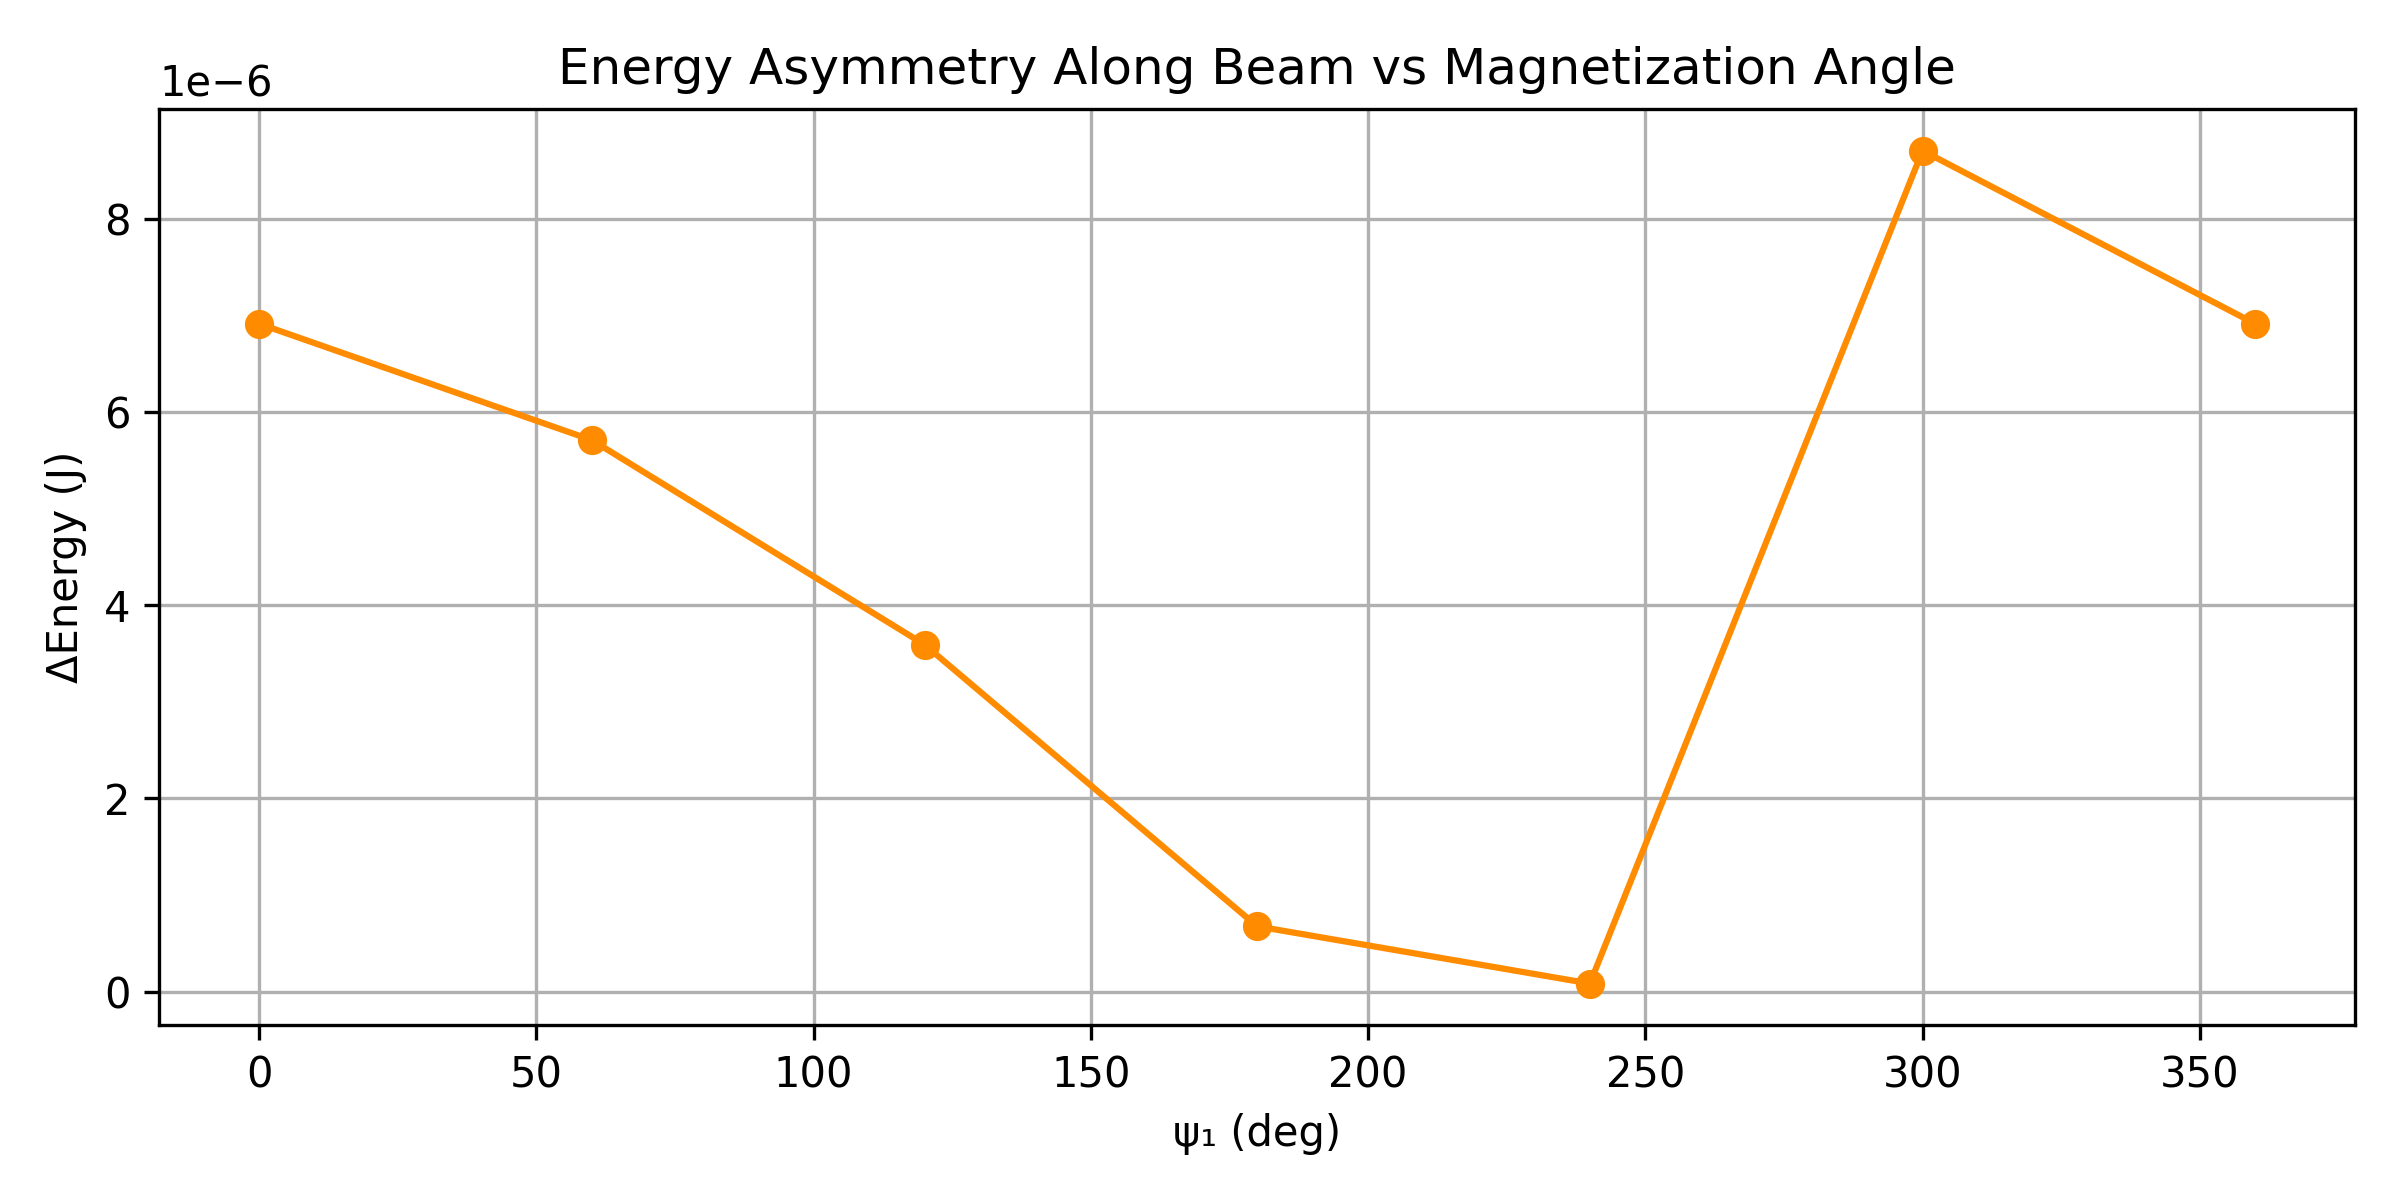 Energy Asymmetry Along Beam vs Magnetization Angle
1e−6
8
6
4
2
0
ΔEnergy (J)
0 50 100 150 200 250 300 350
ψ₁ (deg)